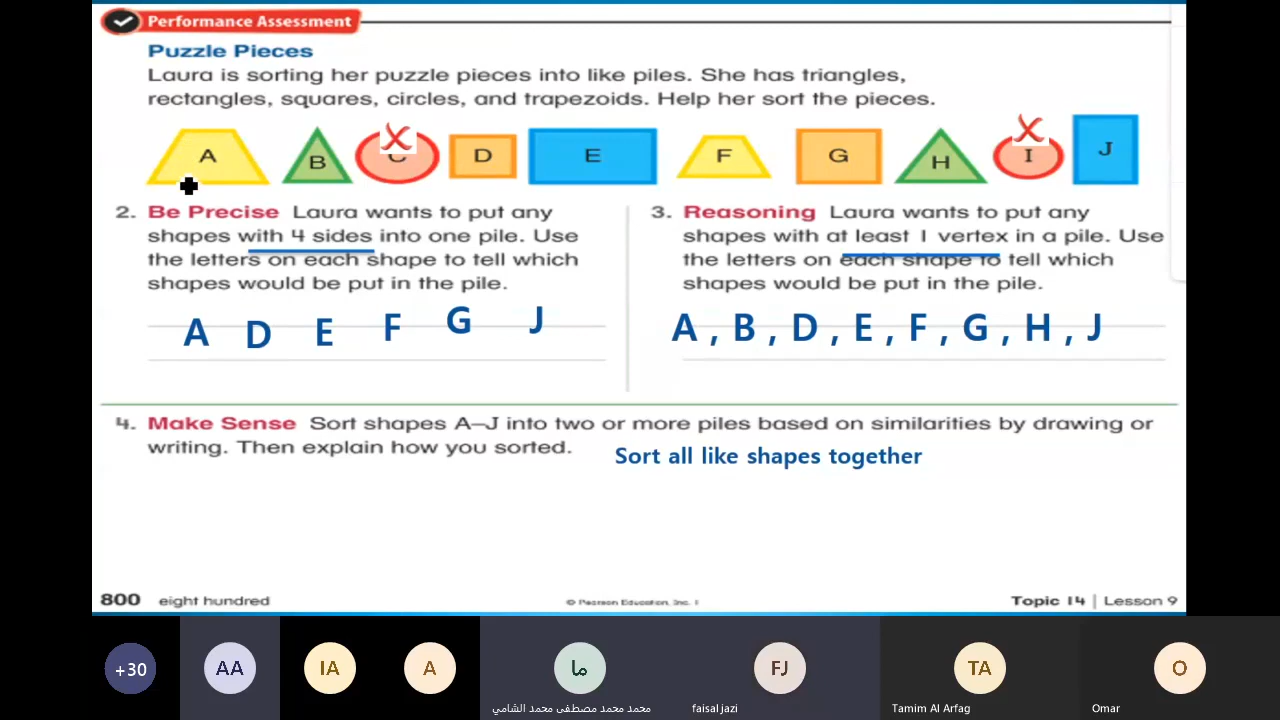 Performance Assessment
Puzzle Pieces
Laura is sorting her puzzle pieces into like piles. She has triangles,
rectangles, squares, circles, and trapezoids. Help her sort the pieces.
A B C D E F G H I J
2. Be Precise Laura wants to put any
shapes with 4 sides into one pile. Use
the letters on each shape to tell which
shapes would be put in the pile.
A D E F G J
3. Reasoning Laura wants to put any
shapes with at least 1 vertex in a pile. Use
the letters on each shape to tell which
shapes would be put in the pile.
A , B , D , E , F , G , H , J
4. Make Sense Sort shapes A–J into two or more piles based on similarities by drawing or
writing. Then explain how you sorted.
Sort all like shapes together
800 eight hundred
© Pearson Education, Inc. 1
Topic 14 | Lesson 9
+30 AA IA A ما FJ TA O
محمد محمد مصطفى محمد الشامي
faisal jazi
Tamim Al Arfag
Omar